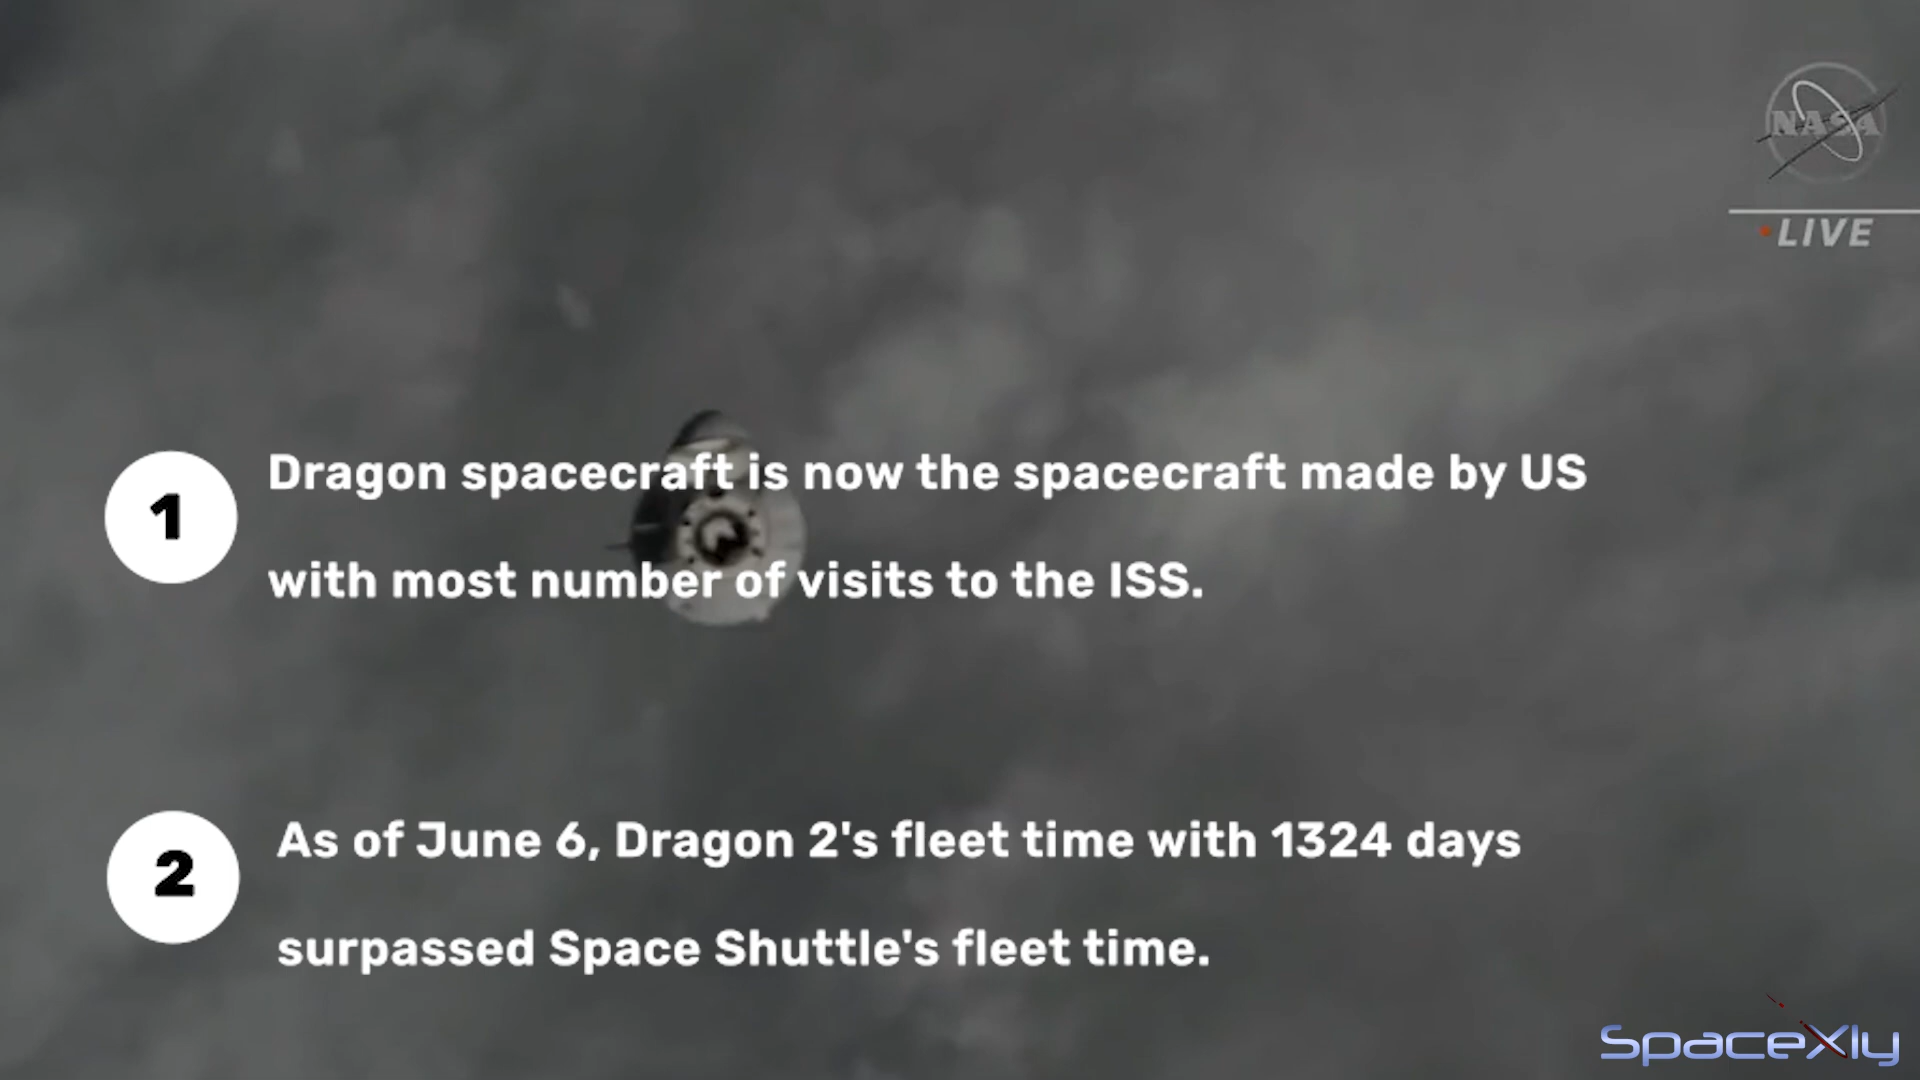 NASA
LIVE
1
Dragon spacecraft is now the spacecraft made by US
with most number of visits to the ISS.
2
As of June 6, Dragon 2's fleet time with 1324 days
surpassed Space Shuttle's fleet time.
SpaceXly